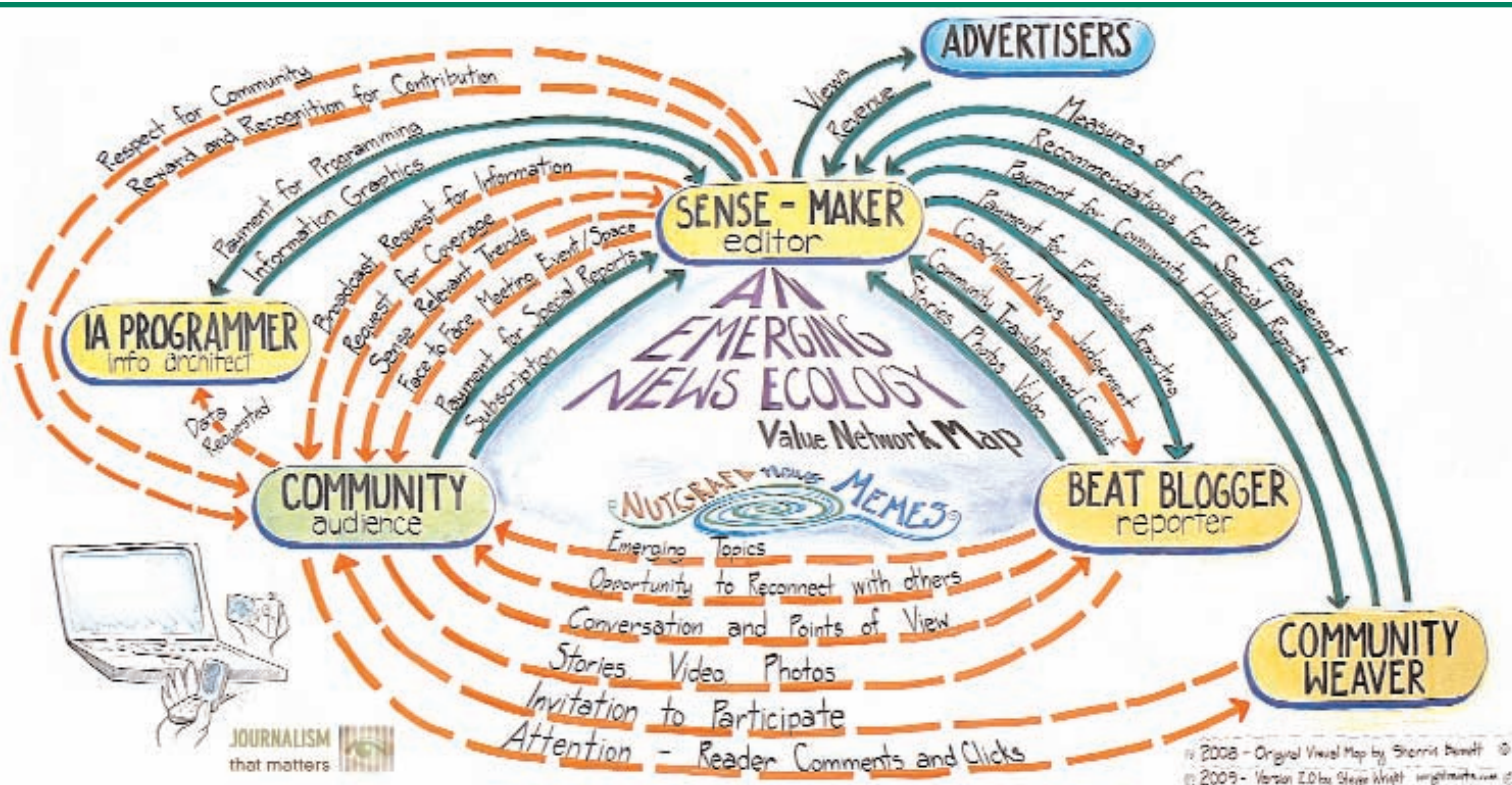 ADVERTISERS
Views
Revenue
Respect for Community
Reward and Recognition for Contribution
Payment for Programming
Information Graphics
Broadcast Request for Information
Request for Coverage
Sense Relevant Trends
Face to Face Meeting Event/Space
Payment for Special Reports
Subscription
SENSE - MAKER
editor
Measures of Community Engagement
Recommendations for Special Reports
Payment for Community Hosting
Payment for Enterprise Reporting
Coaching/News Judgement
Community Translation and Content
Stories Photos Video
IA PROGRAMMER
info architect
Data
Requested
AN
EMERGING
NEWS ECOLOGY
Value Network Map
NUTGRAFS
MEMES
COMMUNITY
audience
BEAT BLOGGER
reporter
Emerging Topics
Opportunity to Reconnect with others
Conversation and Points of View
Stories, Video, Photos
Invitation to Participate
Attention - Reader Comments and Clicks
COMMUNITY
WEAVER
JOURNALISM
that matters
© 2008 - Original Visual Map by
© 2009 - Version 2.0 by Steven Wright